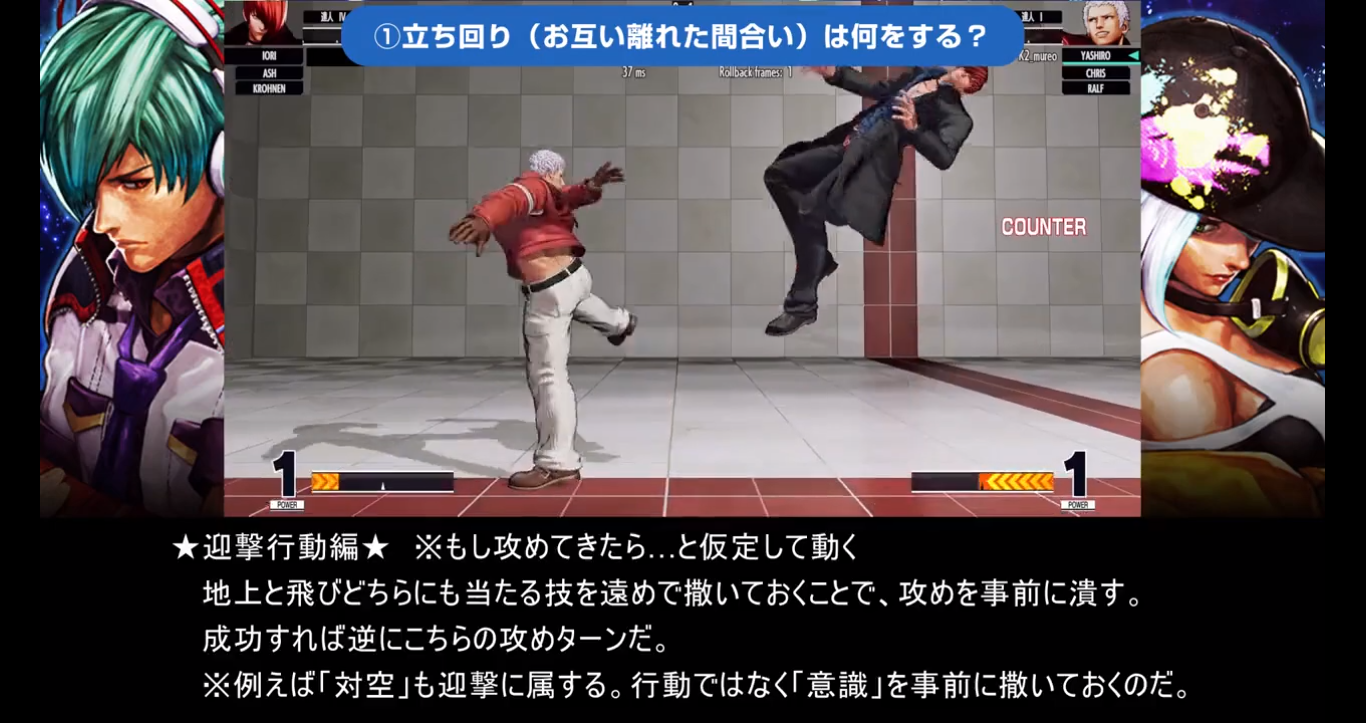 ①立ち回り（お互い離れた間合い）は何をする？
達人 Ⅳ
達人 Ⅰ
IORI
ASH
KROHNEN
37 ms
Rollback frames: 1
K2_mureo
YASHIRO
CHRIS
RALF
COUNTER
1
POWER
1
POWER
★迎撃行動編★　※もし攻めてきたら…と仮定して動く
地上と飛びどちらにも当たる技を遠めで撒いておくことで、攻めを事前に潰す。
成功すれば逆にこちらの攻めターンだ。
※例えば「対空」も迎撃に属する。行動ではなく「意識」を事前に撒いておくのだ。